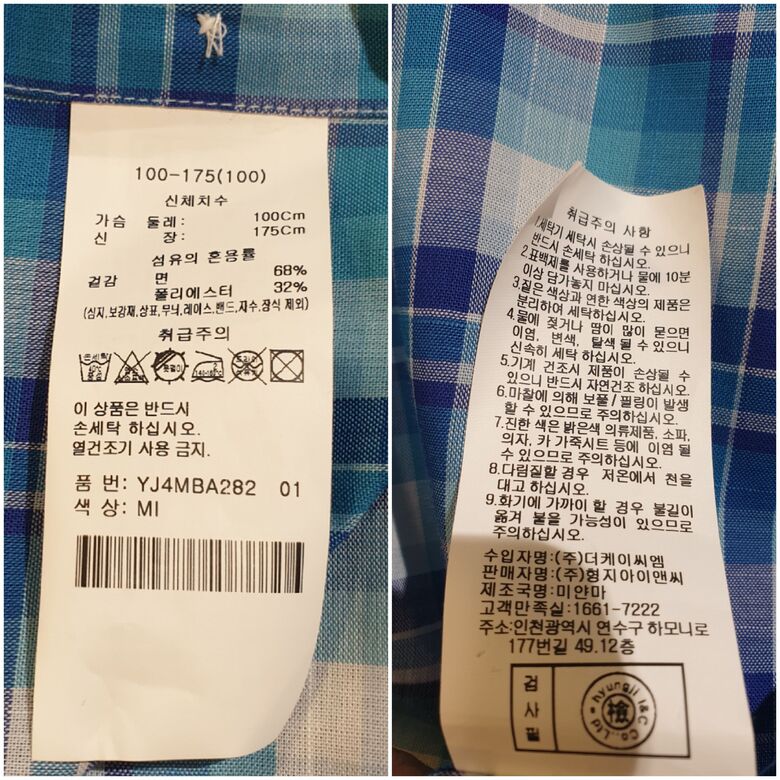 100-175(100)
신체치수
가슴 둘레: 100Cm
신 장: 175Cm
섬유의 혼용률
겉감 면 68%
폴리에스터 32%
(심지,보강재,상표,무늬,레이스,밴드,자수,장식 제외)
취급주의
손세탁
이 상품은 반드시
손세탁 하십시오.
열건조기 사용 금지.
품 번: YJ4MBA282 01
색 상: MI
취급주의 사항
1.세탁기 세탁시 손상될 수 있으니
반드시 손세탁 하십시오.
2.표백제를 사용하거나 물에 10분
이상 담가놓지 마십시오.
3.짙은 색상과 연한 색상의 제품은
분리하여 세탁하십시오.
4.물에 젖거나 땀이 많이 묻으면
이염, 변색, 탈색 될 수 있으니
신속히 세탁 하십시오.
5.기계 건조시 제품이 손상될 수
있으니 반드시 자연건조 하십시오.
6.마찰에 의해 보풀/필링이 발생
할 수 있으므로 주의하십시오.
7.진한 색은 밝은색 의류제품, 소파,
의자, 카 가죽시트 등에 이염 될
수 있으므로 주의하십시오.
8.다림질할 경우 저온에서 천을
대고 하십시오.
9.화기에 가까이 할 경우 불길이
옮겨 붙을 가능성이 있으므로
주의하십시오.
수입자명:(주)더케이씨엠
판매자명:(주)형지아이앤씨
제조국명:미얀마
고객만족실:1661-7222
주소:인천광역시 연수구 하모니로
177번길 49.12층
검사필
hyungji I&C Co.,Ltd
檢